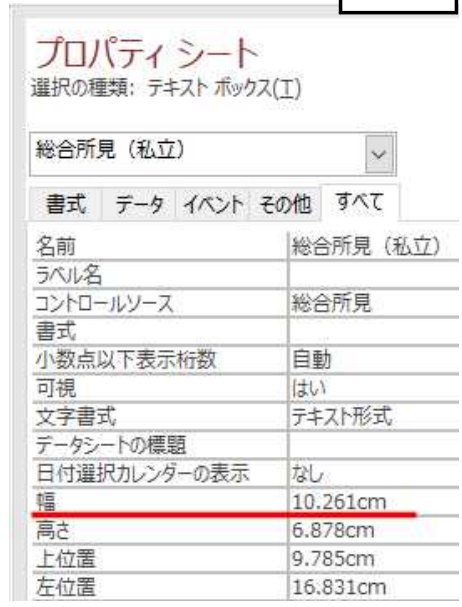 プロパティ シート
選択の種類: テキスト ボックス(T)
総合所見（私立）
書式 データ イベント その他 すべて
名前 総合所見（私立）
ラベル名
コントロールソース 総合所見
書式
小数点以下表示桁数 自動
可視 はい
文字書式 テキスト形式
データシートの標題
日付選択カレンダーの表示 なし
幅 10.261cm
高さ 6.878cm
上位置 9.785cm
左位置 16.831cm